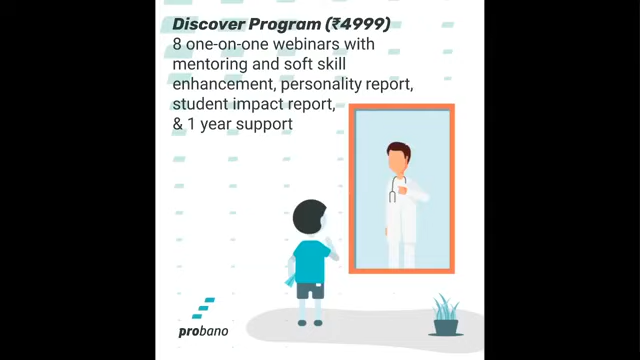 Discover Program (₹4999)
8 one-on-one webinars with
mentoring and soft skill
enhancement, personality report,
student impact report,
& 1 year support
probano